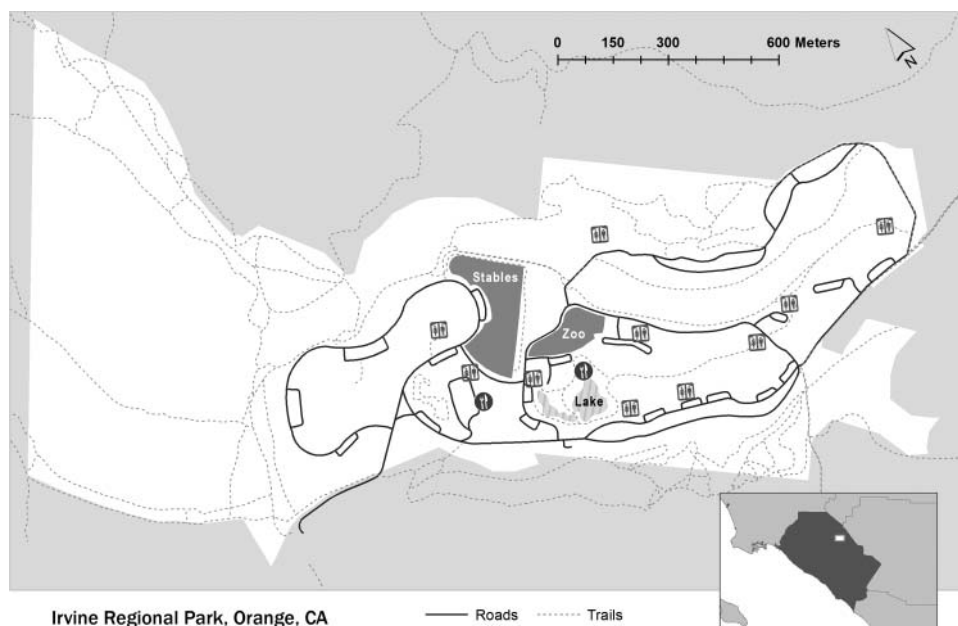 0 150 300 600 Meters
N
Stables
Zoo
Lake
Irvine Regional Park, Orange, CA
Roads
Trails